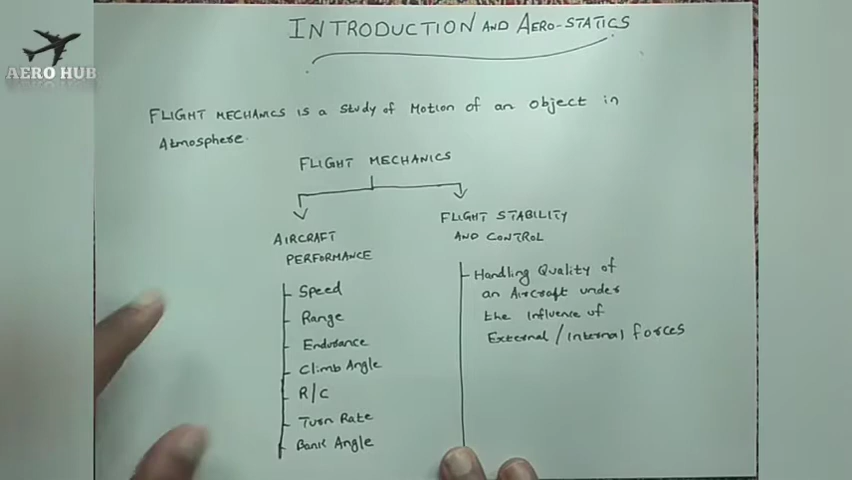 AERO HUB
INTRODUCTION AND AERO-STATICS
FLIGHT MECHANICS is a study of Motion of an object in
Atmosphere.
FLIGHT MECHANICS
AIRCRAFT
PERFORMANCE
Speed
Range
Endurance
Climb Angle
R/C
Turn Rate
Bank Angle
FLIGHT STABILITY
AND CONTROL
Handling Quality of
an Aircraft under
the influence of
External/Internal forces